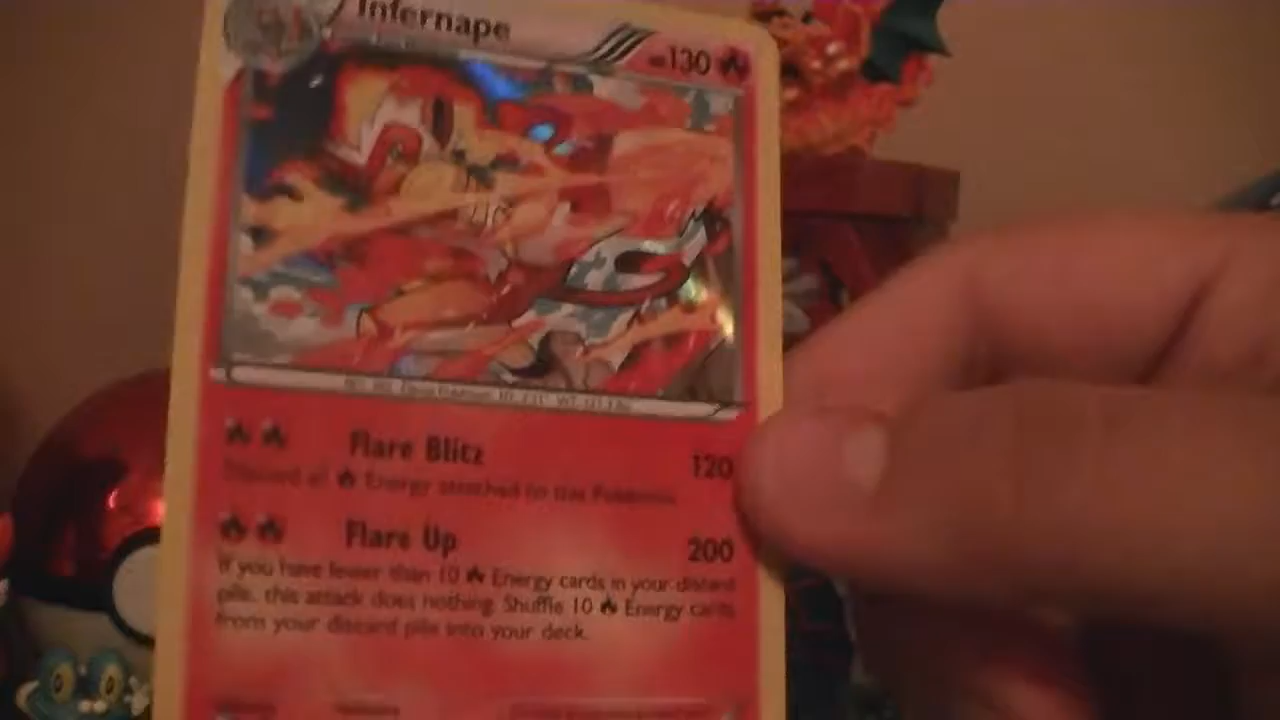 Infernape
HP130
Flare Blitz 120
Discard all Energy attached to this Pokémon.
Flare Up 200
If you have fewer than 10 Energy cards in your discard
pile, this attack does nothing. Shuffle 10 Energy cards
from your discard pile into your deck.